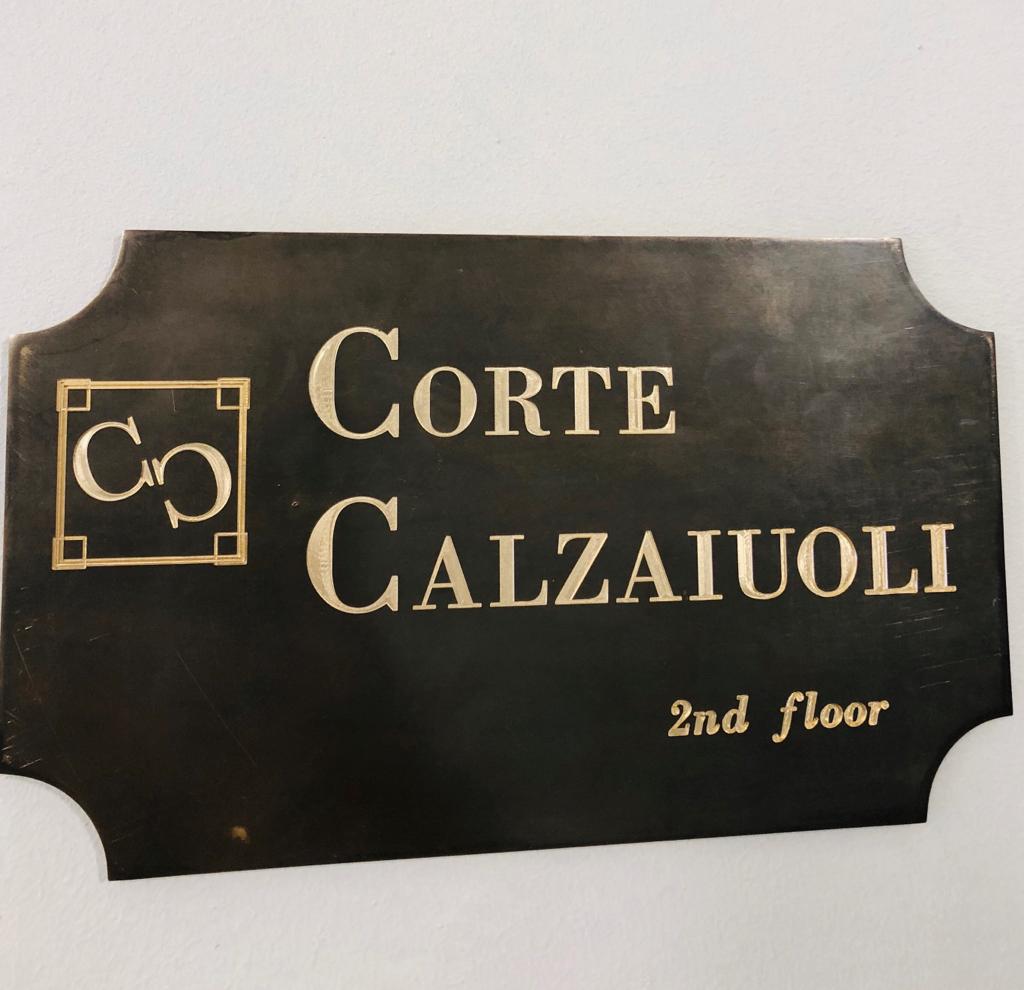 CC
CORTE
CALZAIUOLI
2nd floor